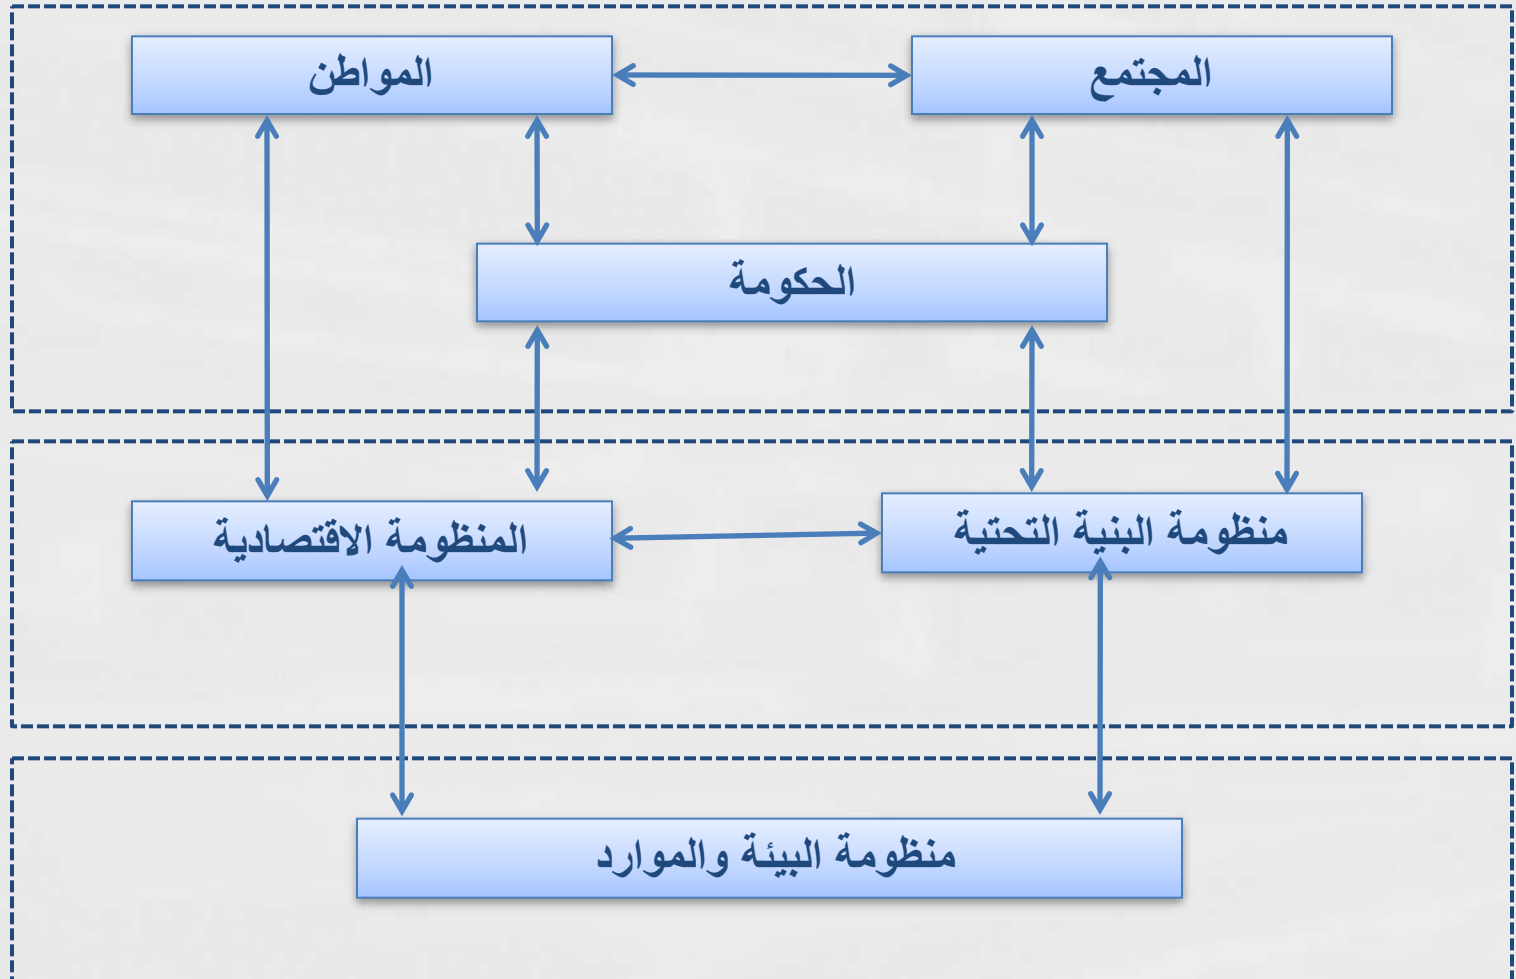 المجتمع
المواطن
الحكومة
منظومة البنية التحتية
المنظومة الاقتصادية
منظومة البيئة والموارد